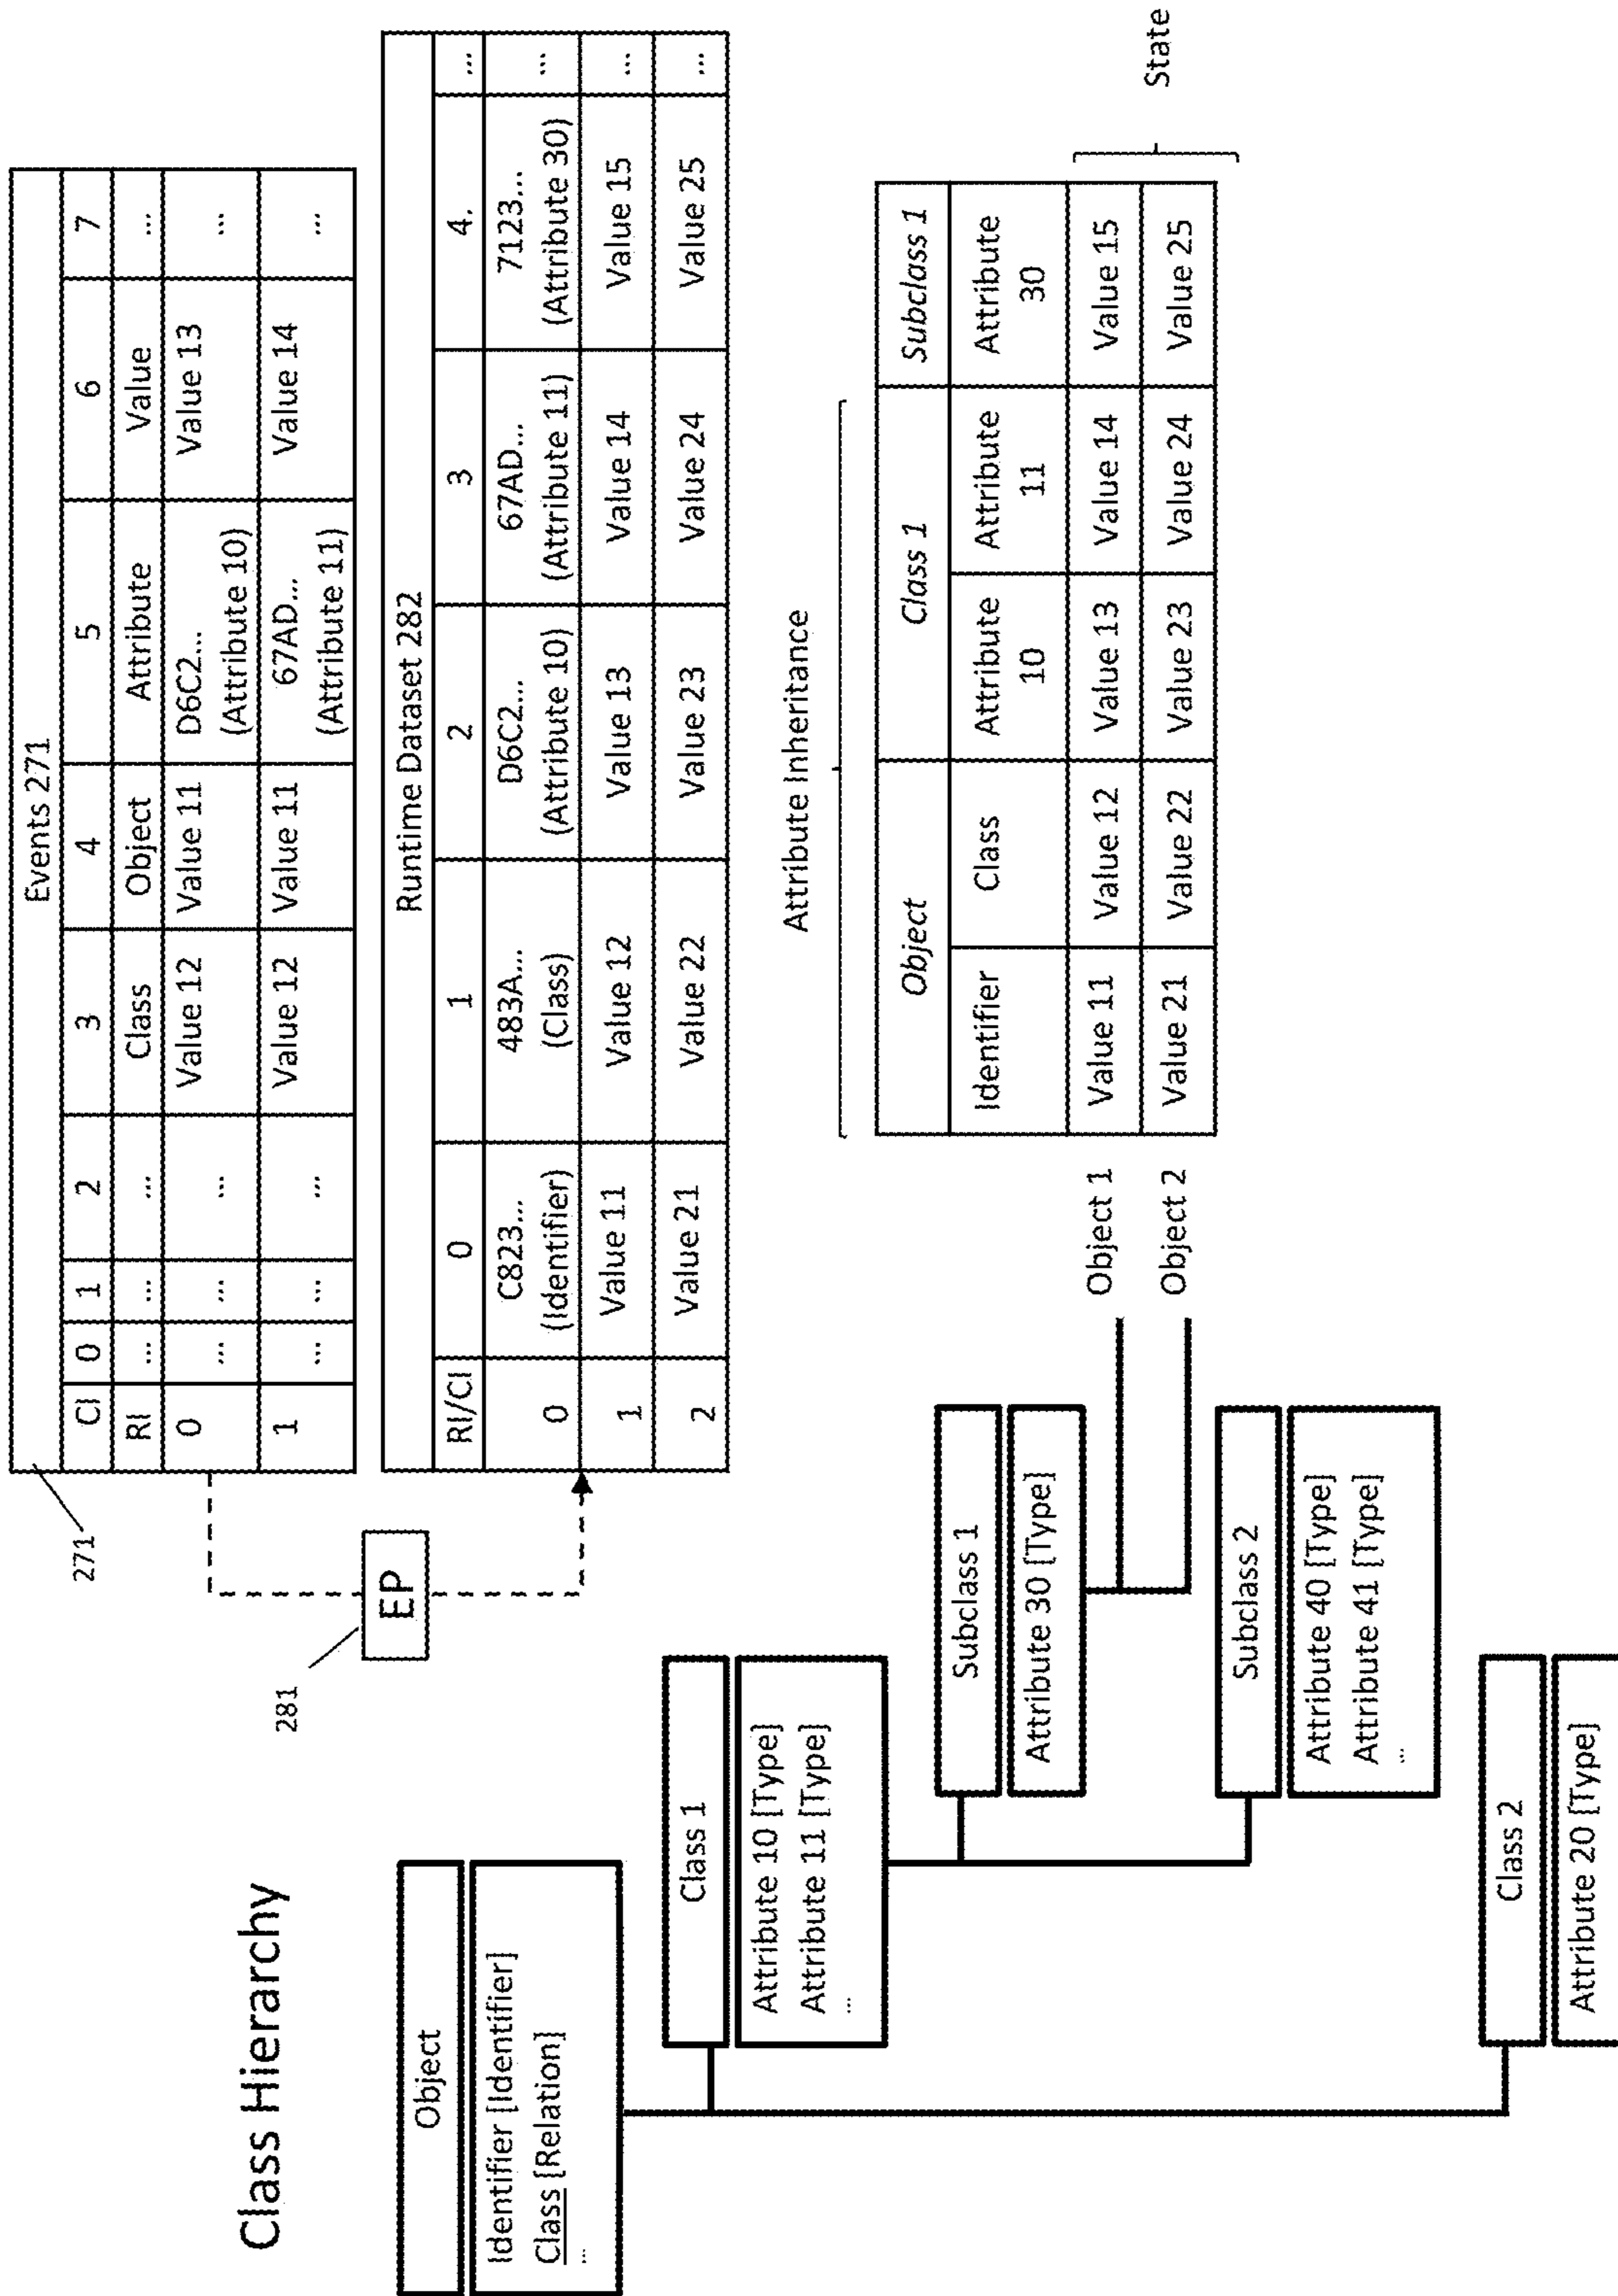 Class Hierarchy
Object
Identifier [Identifier]
Class [Relation]
...
Class 1
Attribute 10 [Type]
Attribute 11 [Type]
...
Subclass 1
Attribute 30 [Type]
Subclass 2
Attribute 40 [Type]
Attribute 41 [Type]
...
Class 2
Attribute 20 [Type]
271
281
EP
Events 271
CI 0 1 2 3 4 5 6 7
RI ... ... ... Class Object Attribute Value ...
0 ... ... ... Value 12 Value 11 D6C2... (Attribute 10) Value 13 ...
1 ... ... ... Value 12 Value 11 67AD... (Attribute 11) Value 14 ...
Runtime Dataset 282
RI/CI 0 1 2 3 4. ...
0 C823... (Identifier) 483A... (Class) D6C2... (Attribute 10) 67AD... (Attribute 11) 7123... (Attribute 30) ...
1 Value 11 Value 12 Value 13 Value 14 Value 15 ...
2 Value 21 Value 22 Value 23 Value 24 Value 25 ...
Attribute Inheritance
Object Class 1 Subclass 1
Identifier Class Attribute 10 Attribute 11 Attribute 30
Object 1 Value 11 Value 12 Value 13 Value 14 Value 15
Object 2 Value 21 Value 22 Value 23 Value 24 Value 25
State